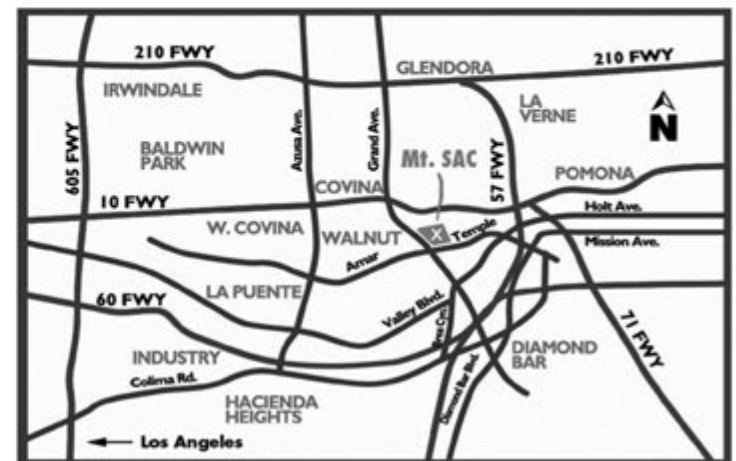 210 FWY
210 FWY
GLENDORA
IRWINDALE
LA
VERNE
N
605 FWY
Azusa Ave.
Grand Ave.
BALDWIN
PARK
Mt. SAC
57 FWY
POMONA
COVINA
10 FWY
Holt Ave.
X
W. COVINA
WALNUT
Temple
Mission Ave.
Amar
LA PUENTE
60 FWY
Valley Blvd.
Brea Cyn.
71 FWY
DIAMOND
BAR
INDUSTRY
Colima Rd.
Diamond Bar Blvd.
HACIENDA
HEIGHTS
Los Angeles